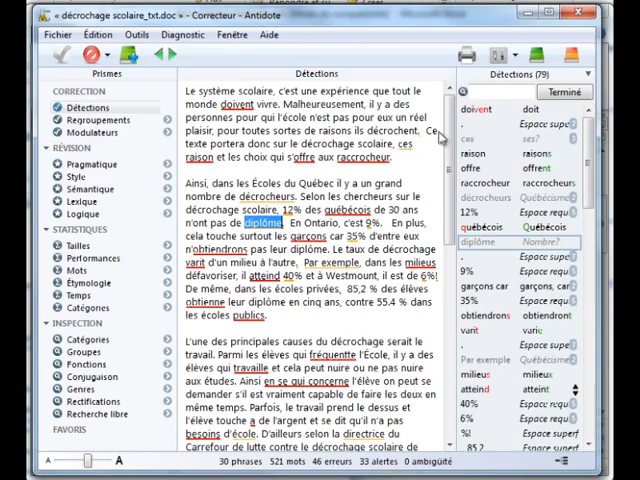 « décrochage scolaire_txt.doc » - Correcteur - Antidote
Fichier Édition Outils Diagnostic Fenêtre Aide
Prismes
CORRECTION
Détections
Regroupements
Modulateurs
RÉVISION
Pragmatique
Style
Sémantique
Lexique
Logique
STATISTIQUES
Tailles
Performances
Mots
Étymologie
Temps
Catégories
INSPECTION
Catégories
Groupes
Fonctions
Conjugaison
Genres
Rectifications
Recherche libre
FAVORIS
A A
Détections
Le système scolaire, c'est une expérience que tout le
monde doivent vivre. Malheureusement, il y a des
personnes pour qui l'école n'est pas pour eux un réel
plaisir, pour toutes sortes de raisons ils décrochent. Ce
texte portera donc sur le décrochage scolaire, ces
raison et les choix qui s'offre aux raccrocheur.
Ainsi, dans les Écoles du Québec il y a un grand
nombre de décrocheurs. Selon les chercheurs sur le
décrochage scolaire, 12% des québécois de 30 ans
n'ont pas de diplôme. En Ontario, c'est 9%. En plus,
cela touche surtout les garçons car 35% d'entre eux
n'obtiendrons pas leur diplôme. Le taux de décrochage
varit d'un milieu à l'autre. Par exemple, dans les milieus
défavoriser, il atteind 40% et à Westmount, il est de 6%!
De même, dans les écoles privées, 85,2 % des élèves
obtienne leur diplôme en cinq ans, contre 55.4 % dans
les écoles publics.
L'une des principales causes du décrochage serait le
travail. Parmi les élèves qui fréquentte l'École, il y a des
élèves qui travaille et cela peut nuire ou ne pas nuire
aux études. Ainsi en se qui concerne l'élève on peut se
demander s'il est vraiment capable de faire les deux en
même temps. Parfois, le travail prend le dessus et
l'élève touche a de l'argent et se dit qu'il n'a pas
besoins d'école. D'ailleurs selon la directrice du
Carrefour de lutte contre le décrochage scolaire de
30 phrases 521 mots 46 erreurs 33 alertes 0 ambiguïté
Détections (79)
Terminé
doivent doit
. Espace supe
ces ses?
raison raisons
offre offrent
raccrocheur raccrocheurs
décrocheurs Québécisme
12% Espace requ
québécois Québécois
diplôme Nombre?
. Espace supe
9% Espace requ
garçons car garçons, car
35% Espace requ
obtiendrons obtiendront
varit varie
. Espace supe
Par exemple Québécisme
milieus milieux
atteind atteint
40% Espace requ
6% Espace requ
%! Espace superf
85,2 Espace superf